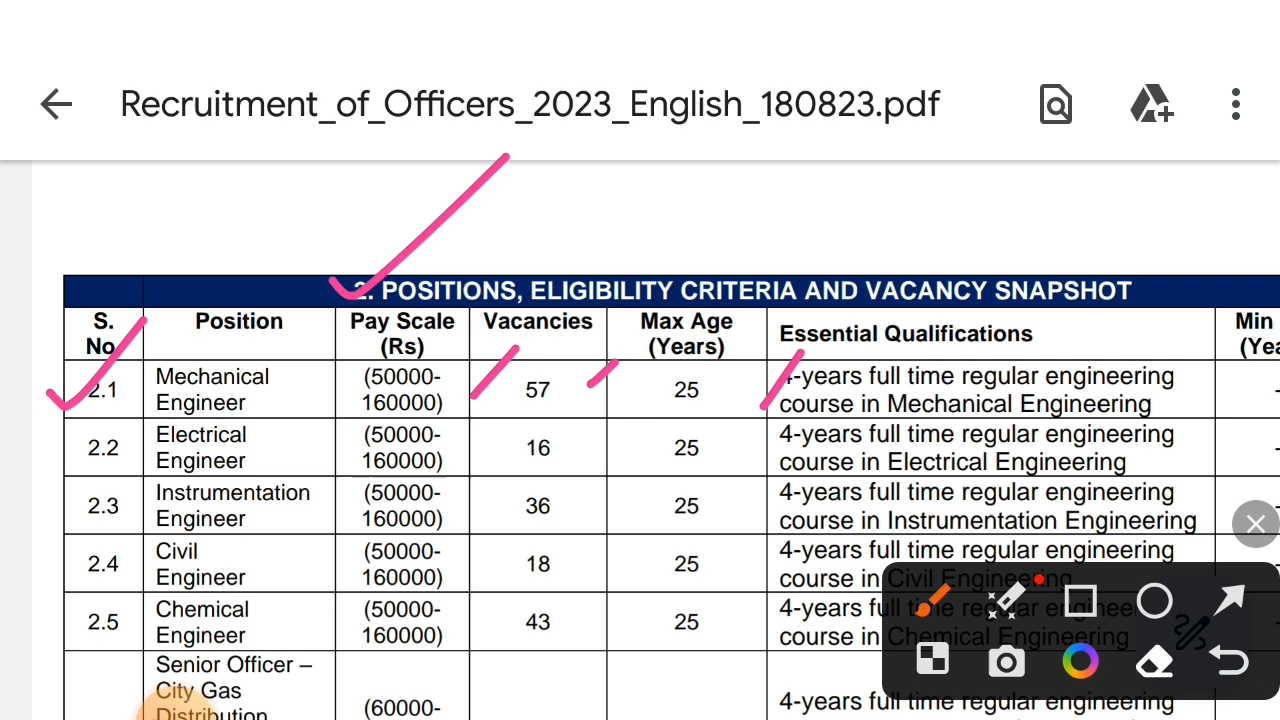 Recruitment_of_Officers_2023_English_180823.pdf
2. POSITIONS, ELIGIBILITY CRITERIA AND VACANCY SNAPSHOT
S. No Position Pay Scale (Rs) Vacancies Max Age (Years) Essential Qualifications Min
2.1 Mechanical Engineer (50000-160000) 57 25 4-years full time regular engineering course in Mechanical Engineering
2.2 Electrical Engineer (50000-160000) 16 25 4-years full time regular engineering course in Electrical Engineering
2.3 Instrumentation Engineer (50000-160000) 36 25 4-years full time regular engineering course in Instrumentation Engineering
2.4 Civil Engineer (50000-160000) 18 25 4-years full time regular engineering course in Civil Engineering
2.5 Chemical Engineer (50000-160000) 43 25 4-years full time regular engineering course in Chemical Engineering
Senior Officer – City Gas Distribution (60000- 4-years full time regular engineering